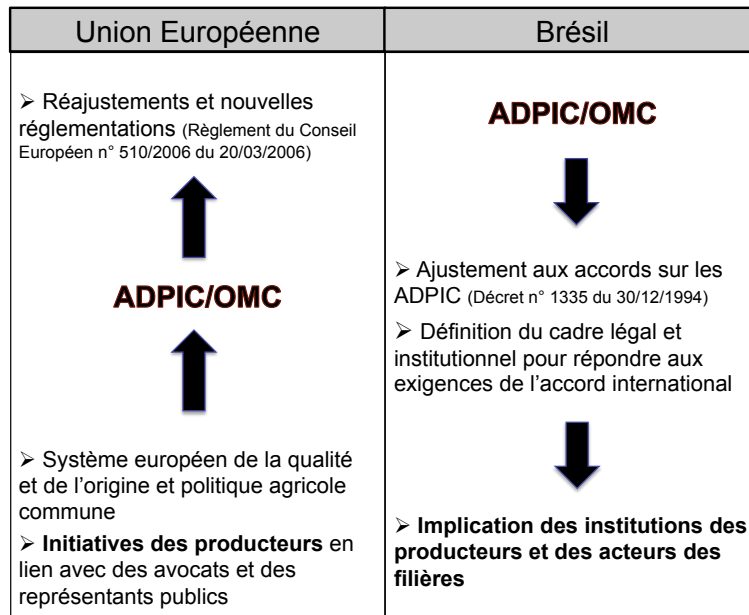 Union Européenne
Brésil
➢ Réajustements et nouvelles
réglementations (Règlement du Conseil
Européen n° 510/2006 du 20/03/2006)
ADPIC/OMC
➢ Système européen de la qualité
et de l'origine et politique agricole
commune
➢ Initiatives des producteurs en
lien avec des avocats et des
représentants publics
ADPIC/OMC
➢ Ajustement aux accords sur les
ADPIC (Décret n° 1335 du 30/12/1994)
➢ Définition du cadre légal et
institutionnel pour répondre aux
exigences de l'accord international
➢ Implication des institutions des
producteurs et des acteurs des
filières